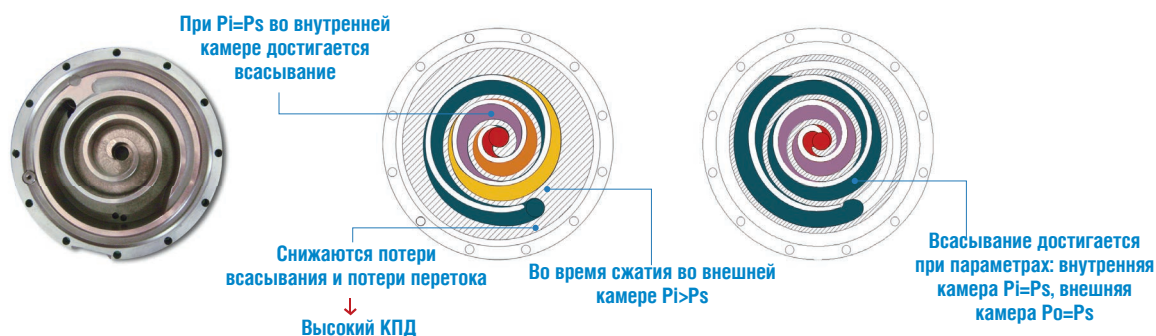 При Pi=Ps во внутренней
камере достигается
всасывание
Снижаются потери
всасывания и потери перетока
Высокий КПД
Во время сжатия во внешней
камере Pi>Ps
Всасывание достигается
при параметрах: внутренняя
камера Pi=Ps, внешняя
камера Po=Ps